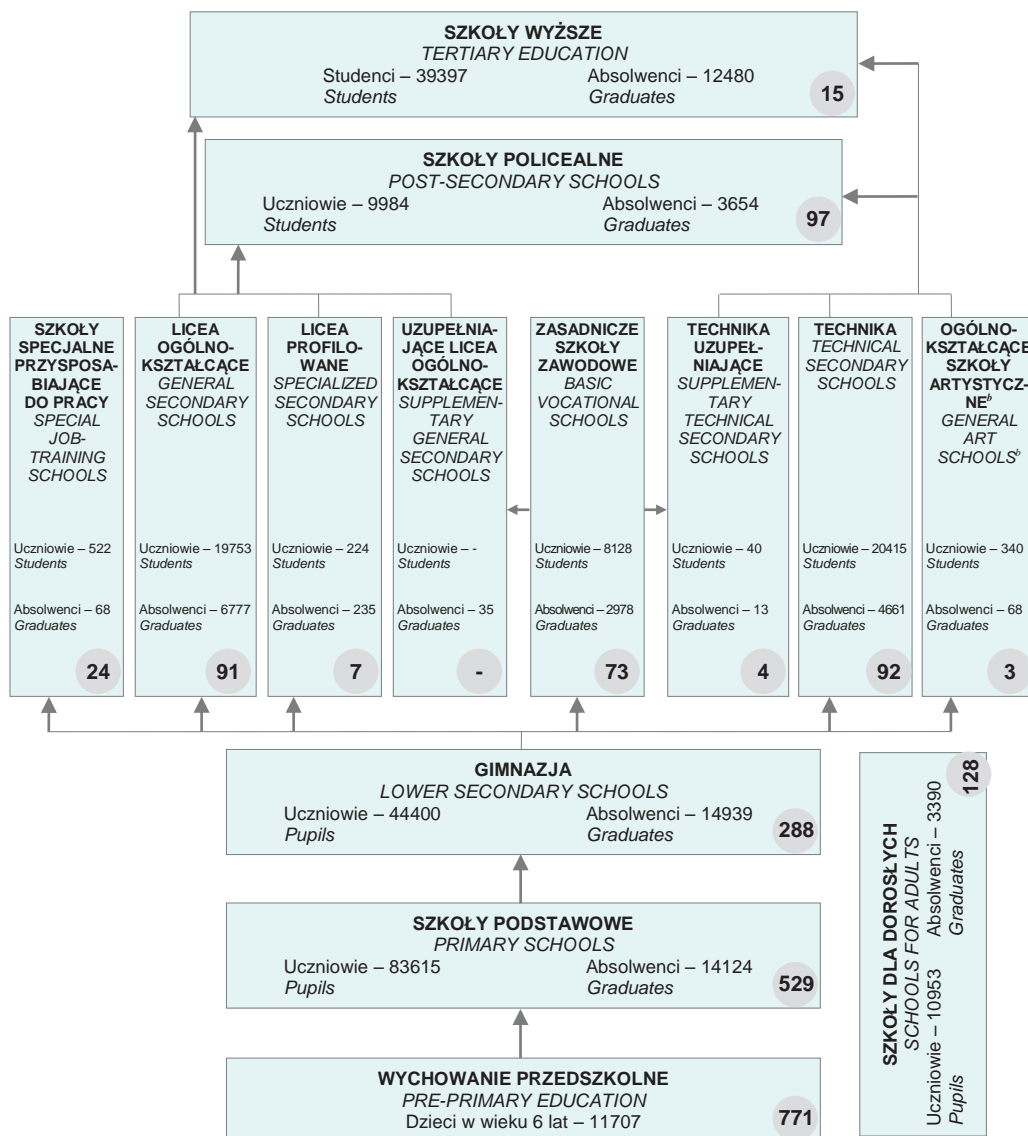 SZKOŁY WYŻSZE
TERTIARY EDUCATION
Studenci – 39397 Absolwenci – 12480
Students Graduates
15
SZKOŁY POLICEALNE
POST-SECONDARY SCHOOLS
Uczniowie – 9984 Absolwenci – 3654
Students Graduates
97
SZKOŁY
SPECJALNE
PRZYSPOSA-
BIAJĄCE
DO PRACY
SPECIAL
JOB-
TRAINING
SCHOOLS
Uczniowie – 522
Students
Absolwenci – 68
Graduates
24
LICEA
OGÓLNO-
KSZTAŁCĄCE
GENERAL
SECONDARY
SCHOOLS
Uczniowie – 19753
Students
Absolwenci – 6777
Graduates
91
LICEA
PROFILO-
WANE
SPECIALIZED
SECONDARY
SCHOOLS
Uczniowie – 224
Students
Absolwenci – 235
Graduates
7
UZUPEŁNIA-
JĄCE LICEA
OGÓLNO-
KSZTAŁCĄCE
SUPPLEMEN-
TARY
GENERAL
SECONDARY
SCHOOLS
Uczniowie – -
Students
Absolwenci – 35
Graduates
-
ZASADNICZE
SZKOŁY
ZAWODOWE
BASIC
VOCATIONAL
SCHOOLS
Uczniowie – 8128
Students
Absolwenci – 2978
Graduates
73
TECHNIKA
UZUPEŁ-
NIAJĄCE
SUPPLEMEN-
TARY
TECHNICAL
SECONDARY
SCHOOLS
Uczniowie – 40
Students
Absolwenci – 13
Graduates
4
TECHNIKA
TECHNICAL
SECONDARY
SCHOOLS
Uczniowie – 20415
Students
Absolwenci – 4661
Graduates
92
OGÓLNO-
KSZTAŁCĄCE
SZKOŁY
ARTYSTYCZ-
NEᵇ
GENERAL
ART
SCHOOLSᵇ
Uczniowie – 340
Students
Absolwenci – 68
Graduates
3
GIMNAZJA
LOWER SECONDARY SCHOOLS
Uczniowie – 44400 Absolwenci – 14939
Pupils Graduates
288
SZKOŁY PODSTAWOWE
PRIMARY SCHOOLS
Uczniowie – 83615 Absolwenci – 14124
Pupils Graduates
529
WYCHOWANIE PRZEDSZKOLNE
PRE-PRIMARY EDUCATION
Dzieci w wieku 6 lat – 11707
771
SZKOŁY DLA DOROSŁYCH
SCHOOLS FOR ADULTS
Uczniowie – 10953 Absolwenci – 3390
Pupils Graduates
128